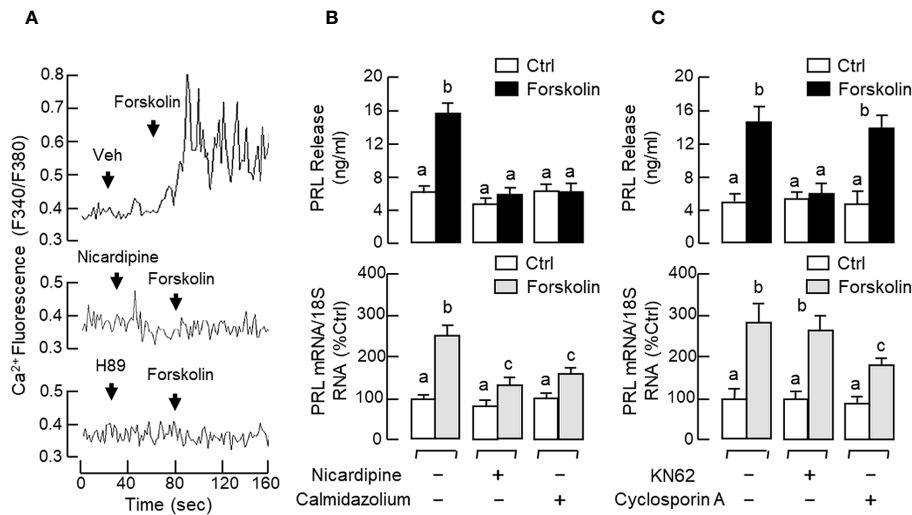 A
Ca2+Fluorescence (F340/F380)
0.8
0.7
0.6
0.5
0.4
0.3
Veh
Forskolin
0.5
0.4
0.3
Nicardipine
Forskolin
0.5
0.4
0.3
H89
Forskolin
0 40 80 120 160
Time (sec)
B
Ctrl
Forskolin
PRL Release
(ng/ml)
20
16
12
8
4
0
a b a a a a
Ctrl
Forskolin
PRL mRNA/18S
RNA (%Ctrl)
400
300
200
100
0
a b a c a c
Nicardipine – + –
Calmidazolium – – +
C
Ctrl
Forskolin
PRL Release
(ng/ml)
20
16
12
8
4
0
a b a a a b
Ctrl
Forskolin
PRL mRNA/18S
RNA (%Ctrl)
400
300
200
100
0
a b a b a c
KN62 – + –
Cyclosporin A – – +